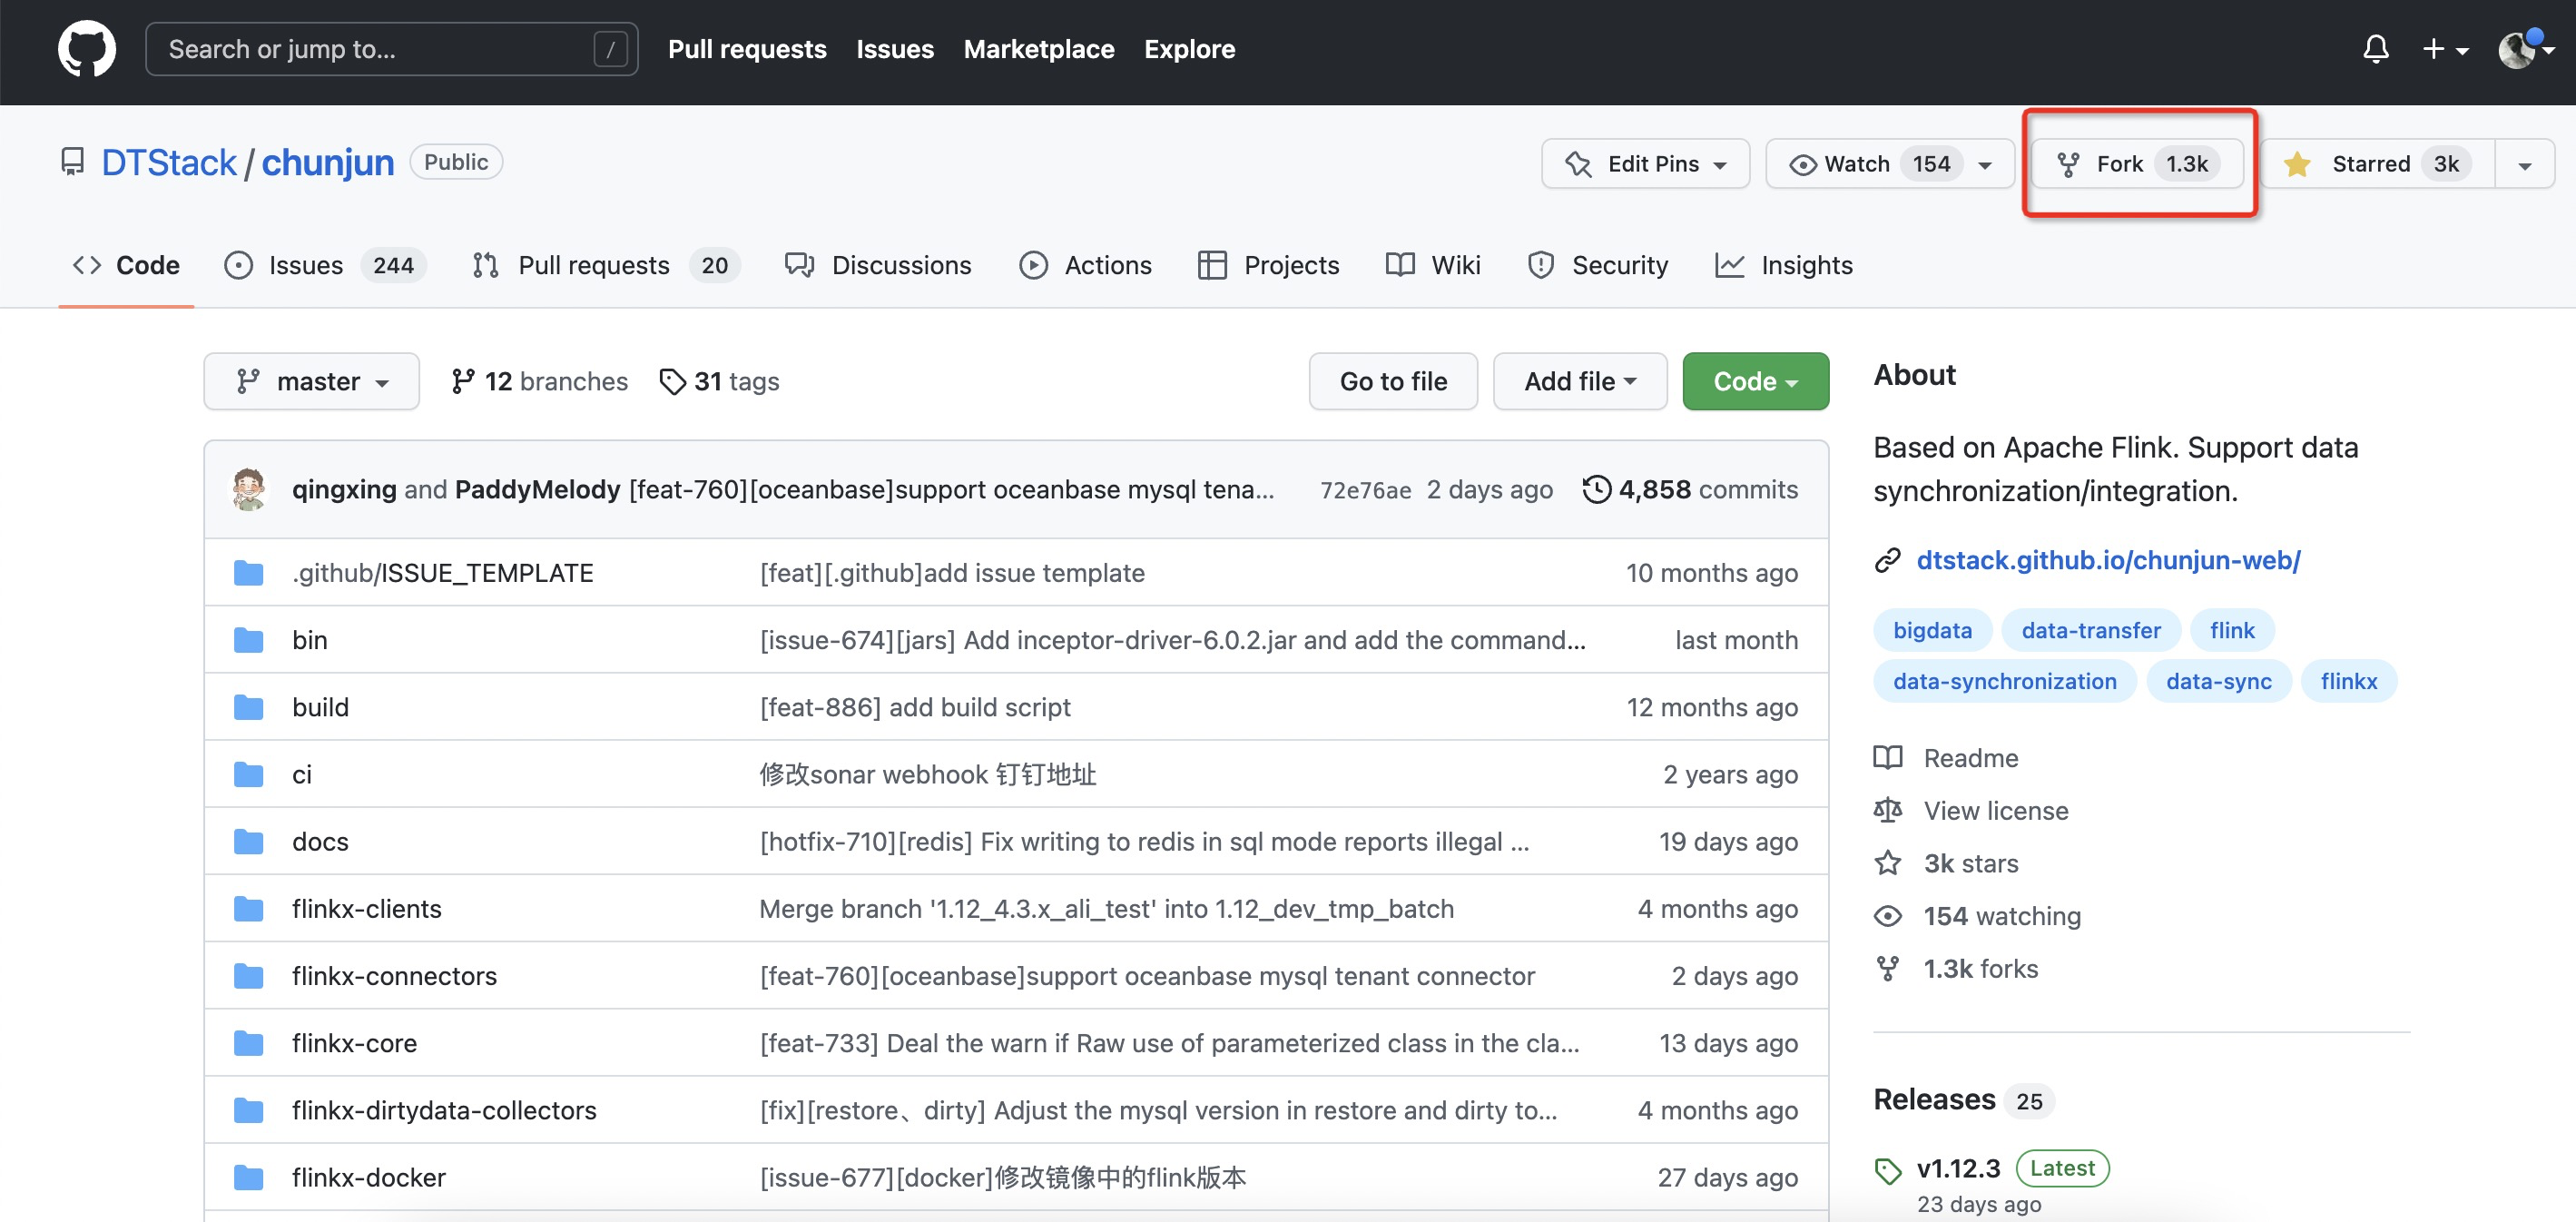 Search or jump to... /
Pull requests Issues Marketplace Explore
DTStack / chunjun Public
Edit Pins Watch 154 Fork 1.3k Starred 3k
Code Issues 244 Pull requests 20 Discussions Actions Projects Wiki Security Insights
master 12 branches 31 tags Go to file Add file Code
qingxing and PaddyMelody [feat-760][oceanbase]support oceanbase mysql tena... 72e76ae 2 days ago 4,858 commits
.github/ISSUE_TEMPLATE [feat][.github]add issue template 10 months ago
bin [issue-674][jars] Add inceptor-driver-6.0.2.jar and add the command... last month
build [feat-886] add build script 12 months ago
ci 修改sonar webhook 钉钉地址 2 years ago
docs [hotfix-710][redis] Fix writing to redis in sql mode reports illegal ... 19 days ago
flinkx-clients Merge branch '1.12_4.3.x_ali_test' into 1.12_dev_tmp_batch 4 months ago
flinkx-connectors [feat-760][oceanbase]support oceanbase mysql tenant connector 2 days ago
flinkx-core [feat-733] Deal the warn if Raw use of parameterized class in the cla... 13 days ago
flinkx-dirtydata-collectors [fix][restore、dirty] Adjust the mysql version in restore and dirty to... 4 months ago
flinkx-docker [issue-677][docker]修改镜像中的flink版本 27 days ago
About
Based on Apache Flink. Support data
synchronization/integration.
dtstack.github.io/chunjun-web/
bigdata data-transfer flink
data-synchronization data-sync flinkx
Readme
View license
3k stars
154 watching
1.3k forks
Releases 25
v1.12.3 Latest
23 days ago